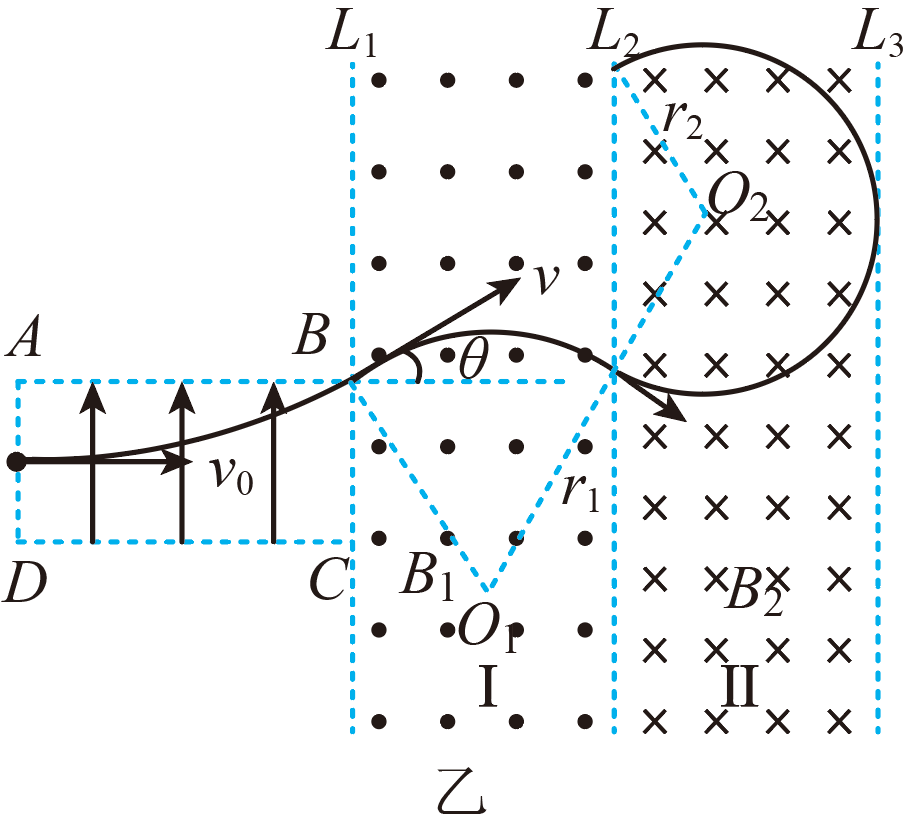 L₁ L₂ L₃
r₂
O₂
v
A B θ
v₀
r₁
D C B₁ B₂
O₁
I II
乙